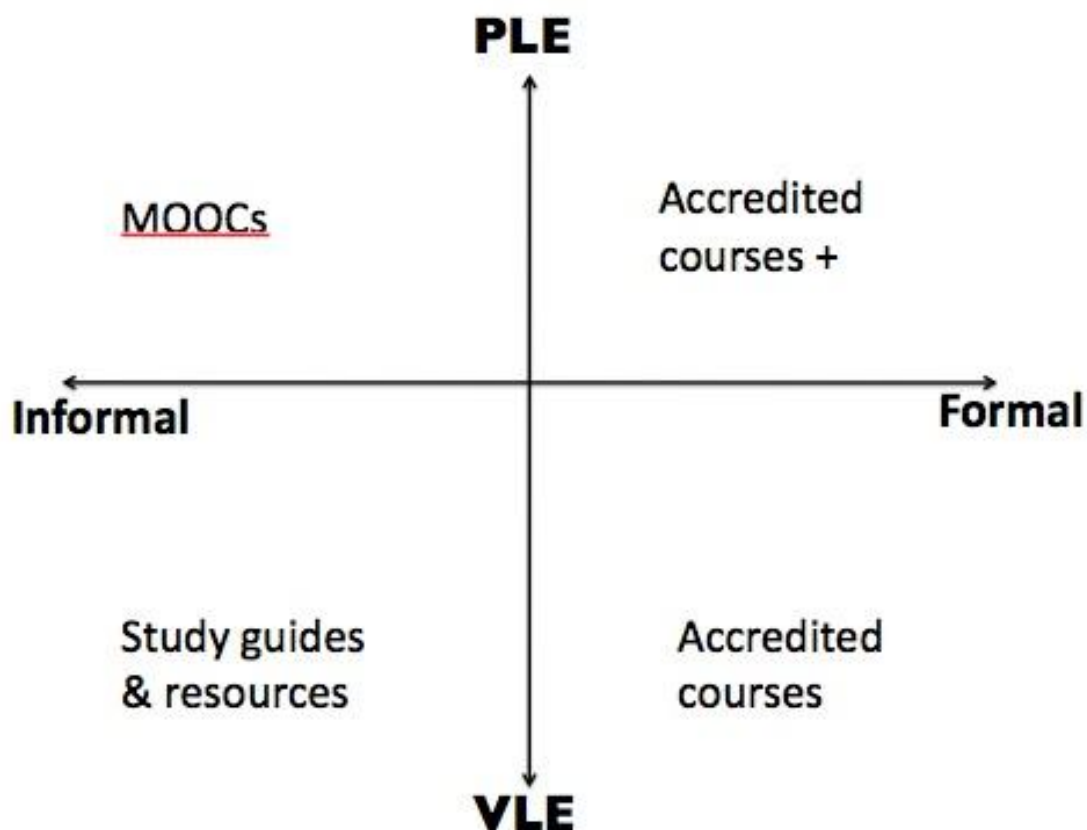 PLE
MOOCs
Accredited
courses +
Informal
Formal
Study guides
& resources
Accredited
courses
VLE